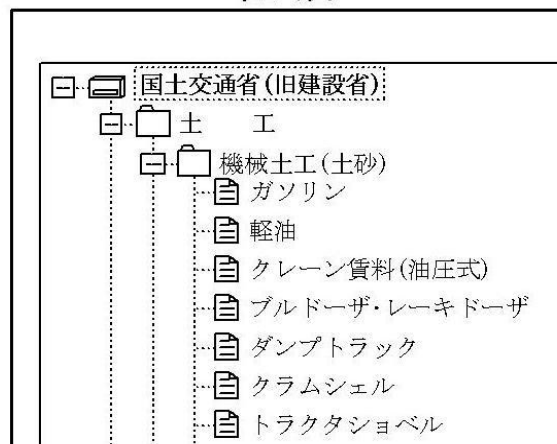 国土交通省(旧建設省)
土　　工
機械土工(土砂)
ガソリン
軽油
クレーン賃料(油圧式)
ブルドーザ・レーキドーザ
ダンプトラック
クラムシェル
トラクタショベル